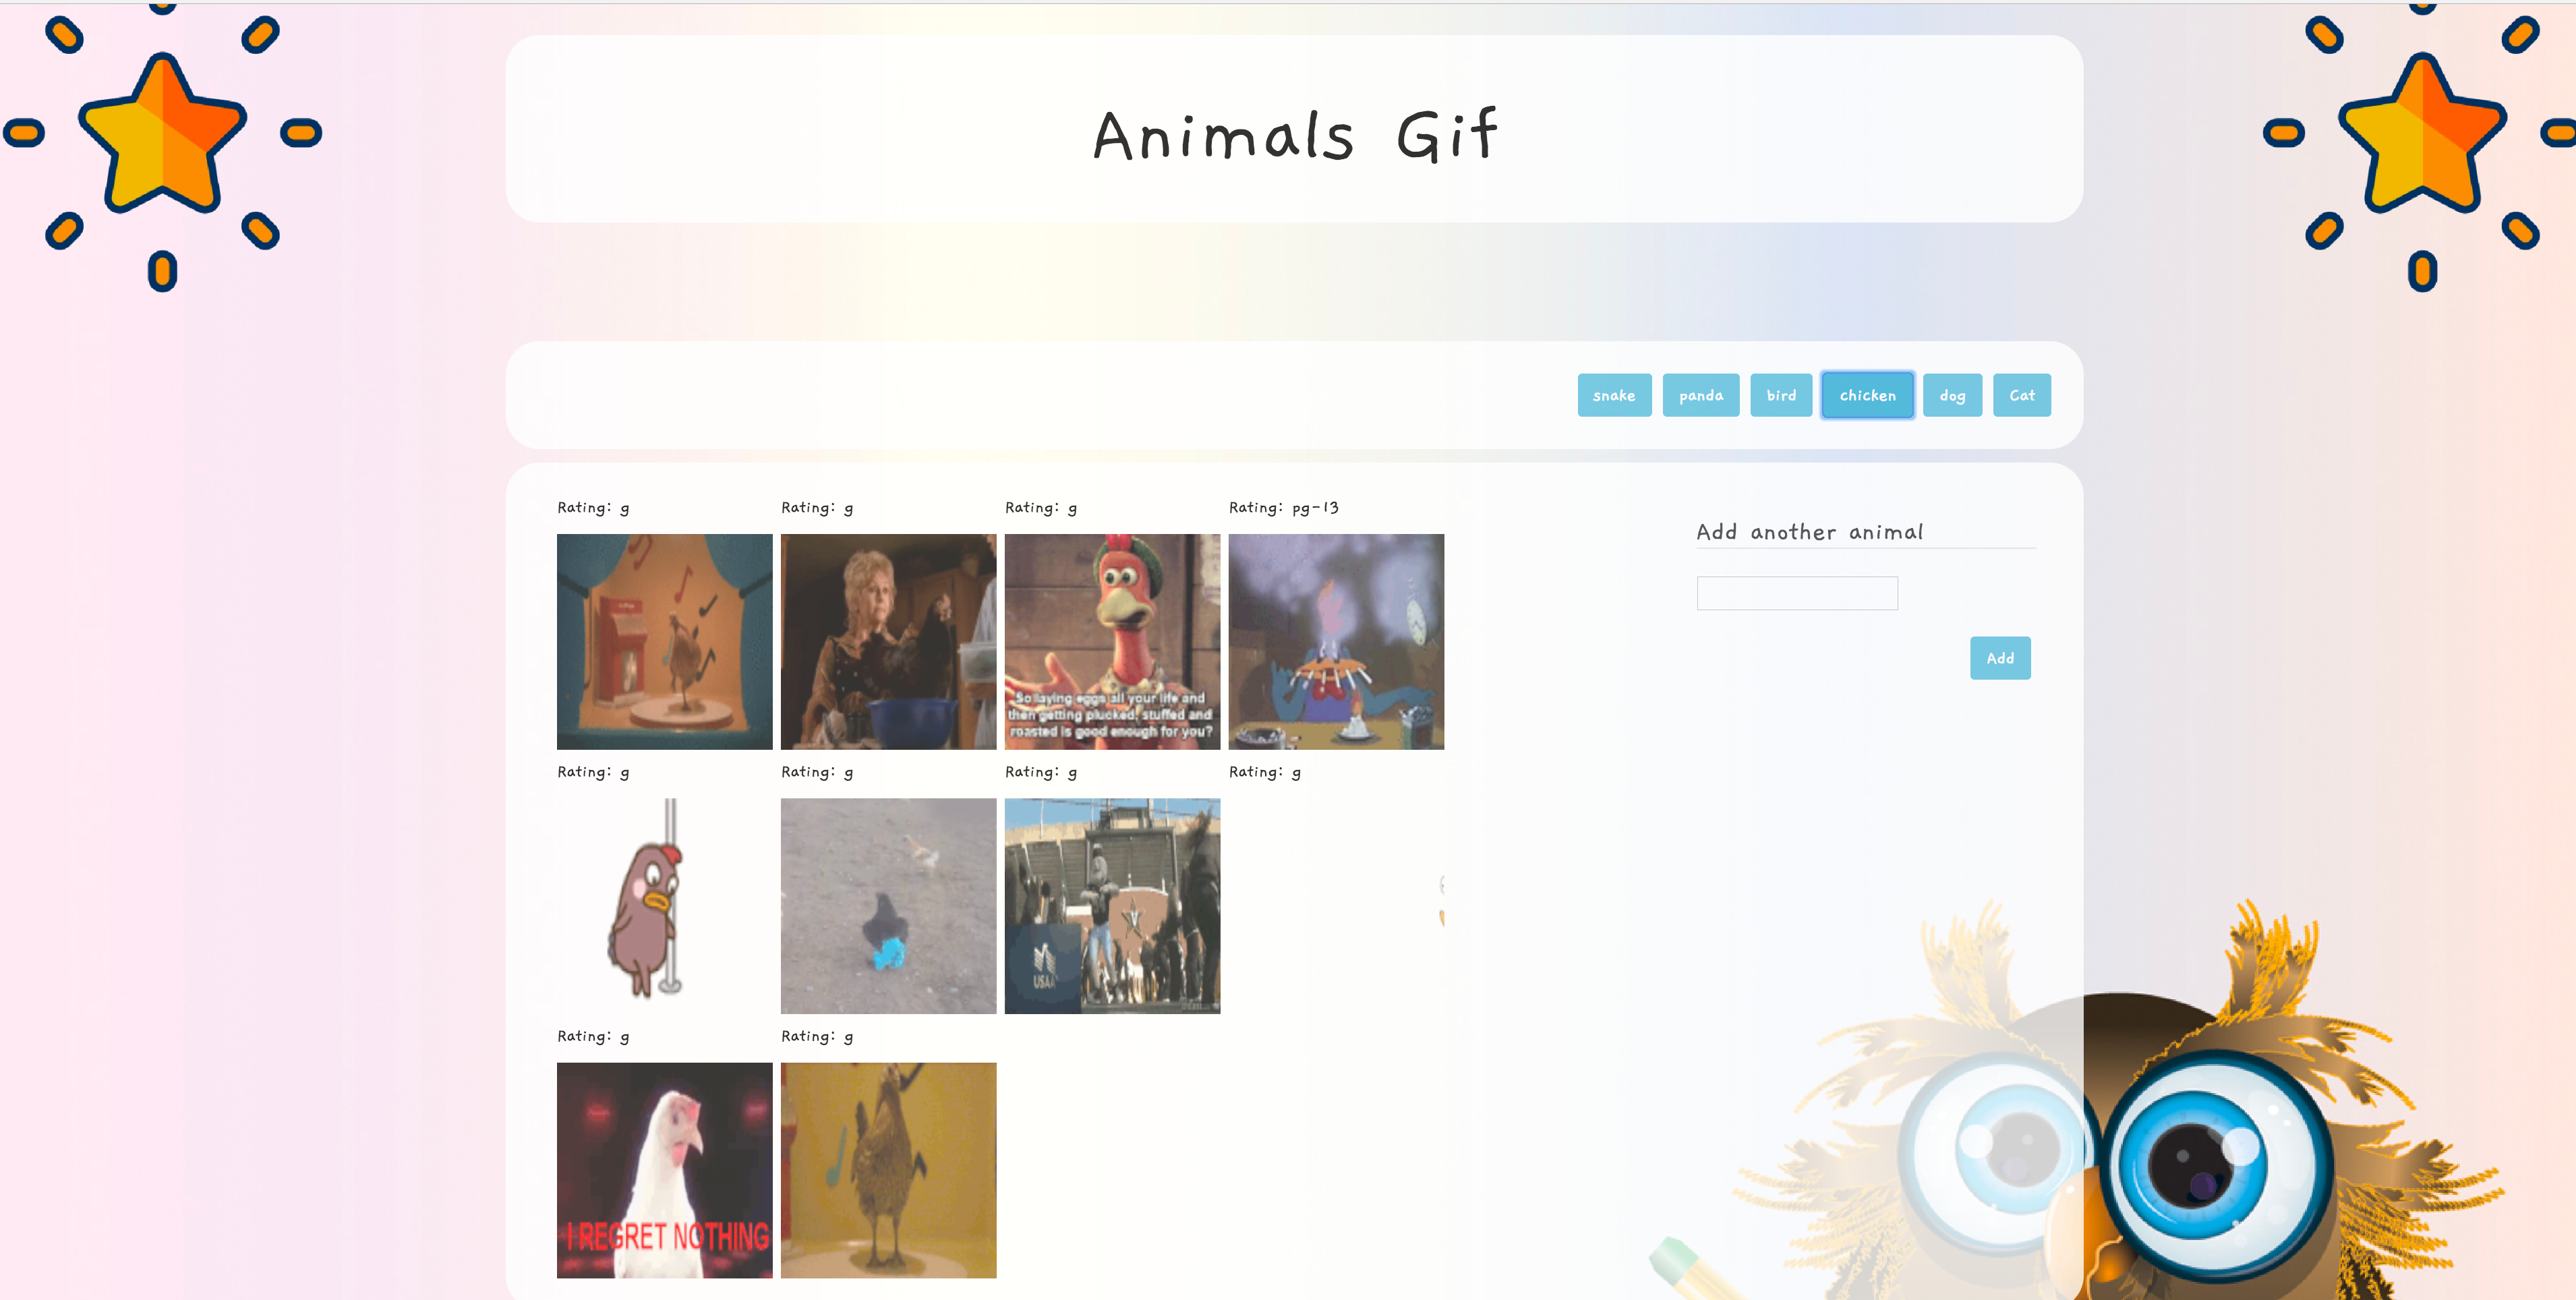 Animals Gif
snake panda bird chicken dog Cat
Rating: g Rating: g Rating: g Rating: pg-13
Add another animal
So laying eggs all your life and
then getting plucked, stuffed and
roasted is good enough for you?
Add
Rating: g Rating: g Rating: g Rating: g
USAA
Rating: g Rating: g
I REGRET NOTHING